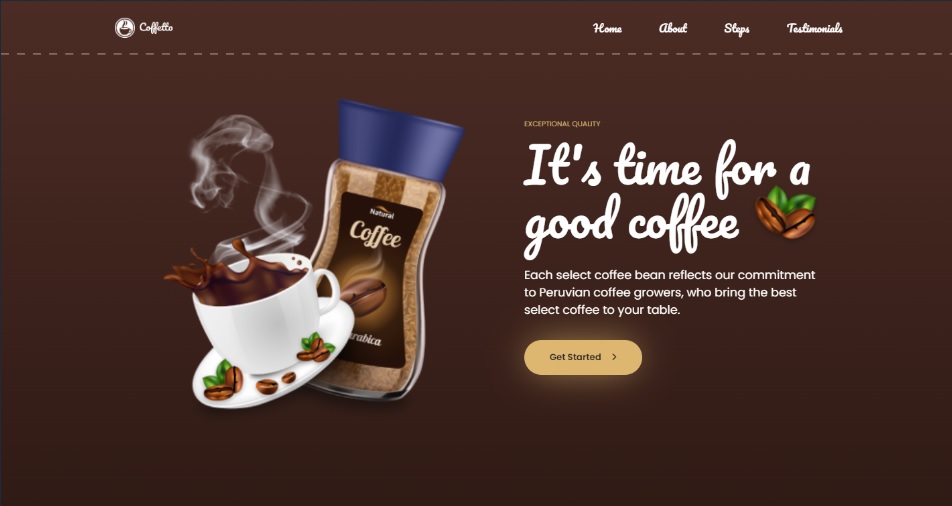 Coffetto
Home About Steps Testimonials
EXCEPTIONAL QUALITY
It's time for a
good coffee
Each select coffee bean reflects our commitment
to Peruvian coffee growers, who bring the best
select coffee to your table.
Get Started
Natural
Coffee